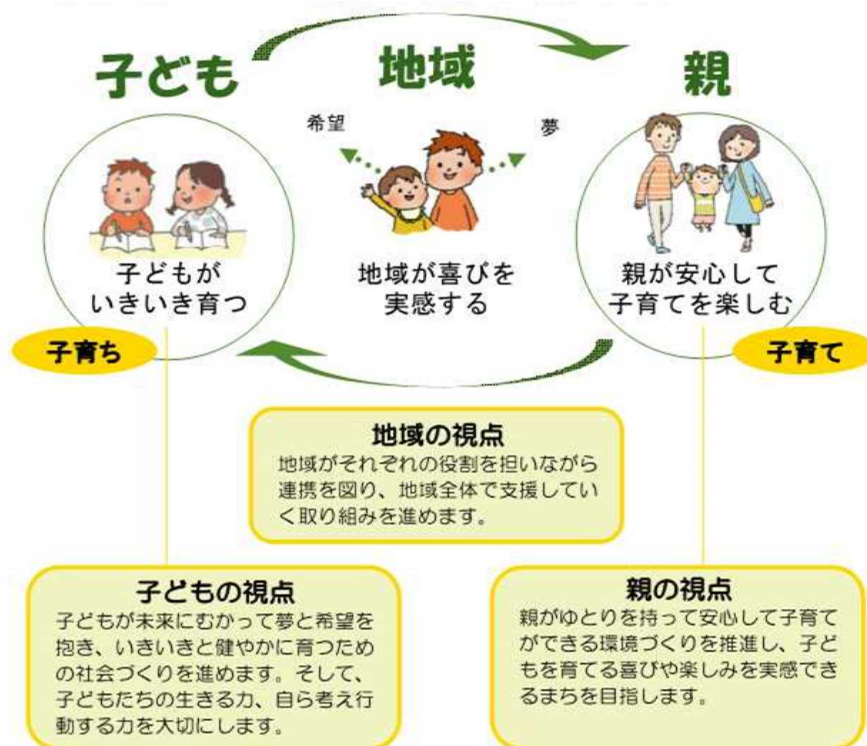 子ども
地域
親
希望
夢
子どもが
いきいき育つ
地域が喜びを
実感する
親が安心して
子育てを楽しむ
子育ち
子育て
地域の視点
地域がそれぞれの役割を担いながら
連携を図り、地域全体で支援してい
く取り組みを進めます。
子どもの視点
子どもが未来にむかって夢と希望を
抱き、いきいきと健やかに育つため
の社会づくりを進めます。そして、
子どもたちの生きる力、自ら考え行
動する力を大切にします。
親の視点
親がゆとりを持って安心して子育て
ができる環境づくりを推進し、子ど
もを育てる喜びや楽しみを実感でき
るまちを目指します。